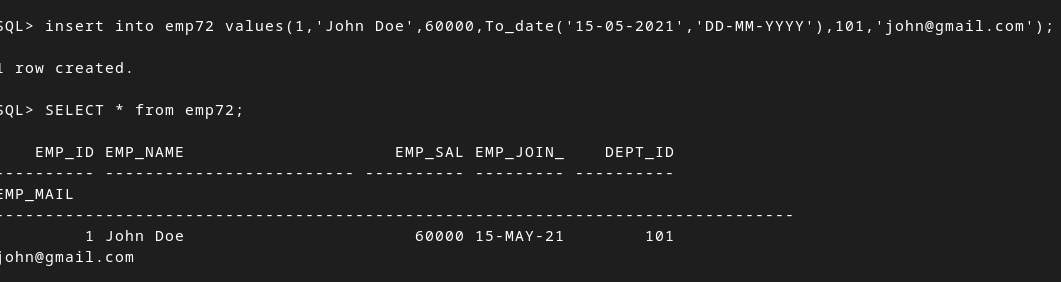 SQL> insert into emp72 values(1,'John Doe',60000,To_date('15-05-2021','DD-MM-YYYY'),101,'john@gmail.com');
1 row created.
SQL> SELECT * from emp72;
    EMP_ID EMP_NAME                     EMP_SAL EMP_JOIN_    DEPT_ID
---------- ------------------------- ---------- --------- ----------
EMP_MAIL
--------------------------------------------------------------------------------
         1 John Doe                       60000 15-MAY-21        101
john@gmail.com